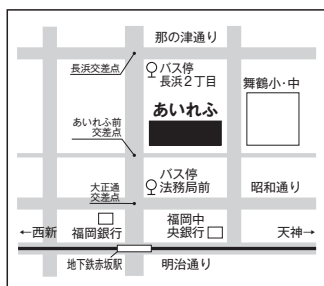 那の津通り
長浜交差点
バス停
長浜2丁目
舞鶴小・中
あいれふ
あいれふ前
交差点
バス停
法務局前
昭和通り
大正通
交差点
福岡銀行
福岡中
央銀行
←西新
天神→
地下鉄赤坂駅
明治通り